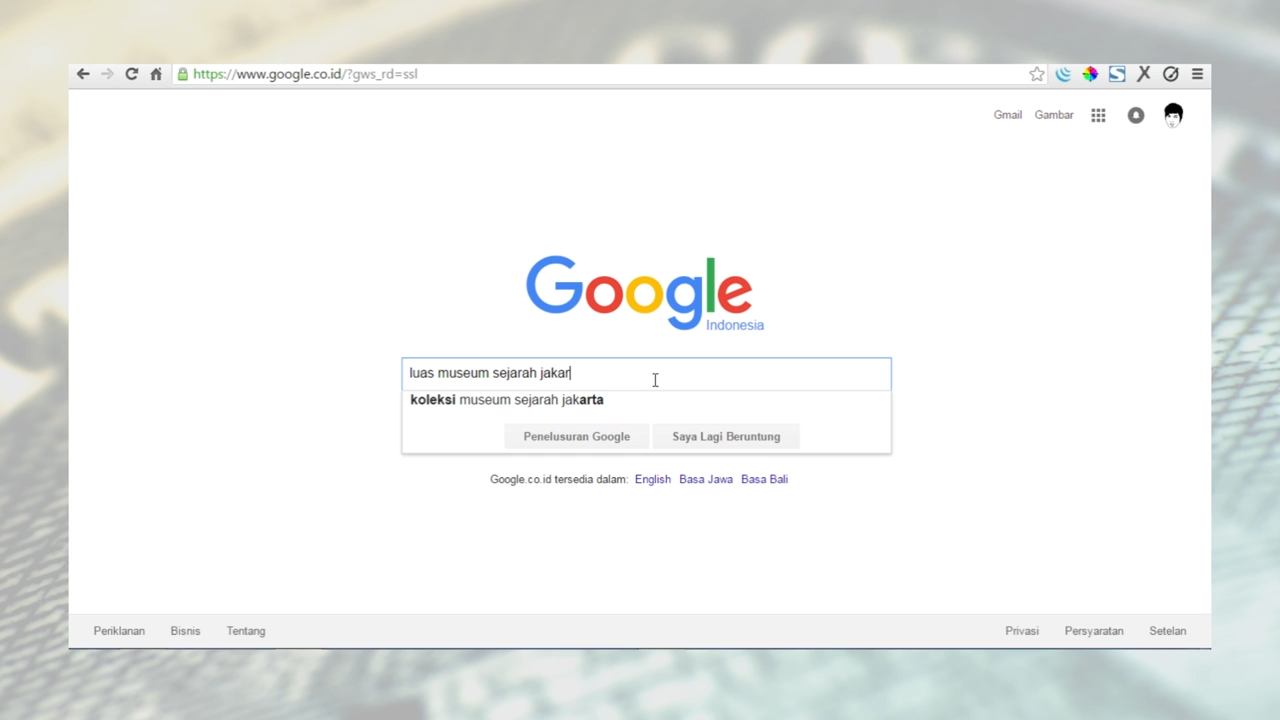 https://www.google.co.id/?gws_rd=ssl
Gmail Gambar
Google
Indonesia
luas museum sejarah jakar
koleksi museum sejarah jakarta
Penelusuran Google Saya Lagi Beruntung
Google.co.id tersedia dalam: English Basa Jawa Basa Bali
Periklanan Bisnis Tentang Privasi Persyaratan Setelan